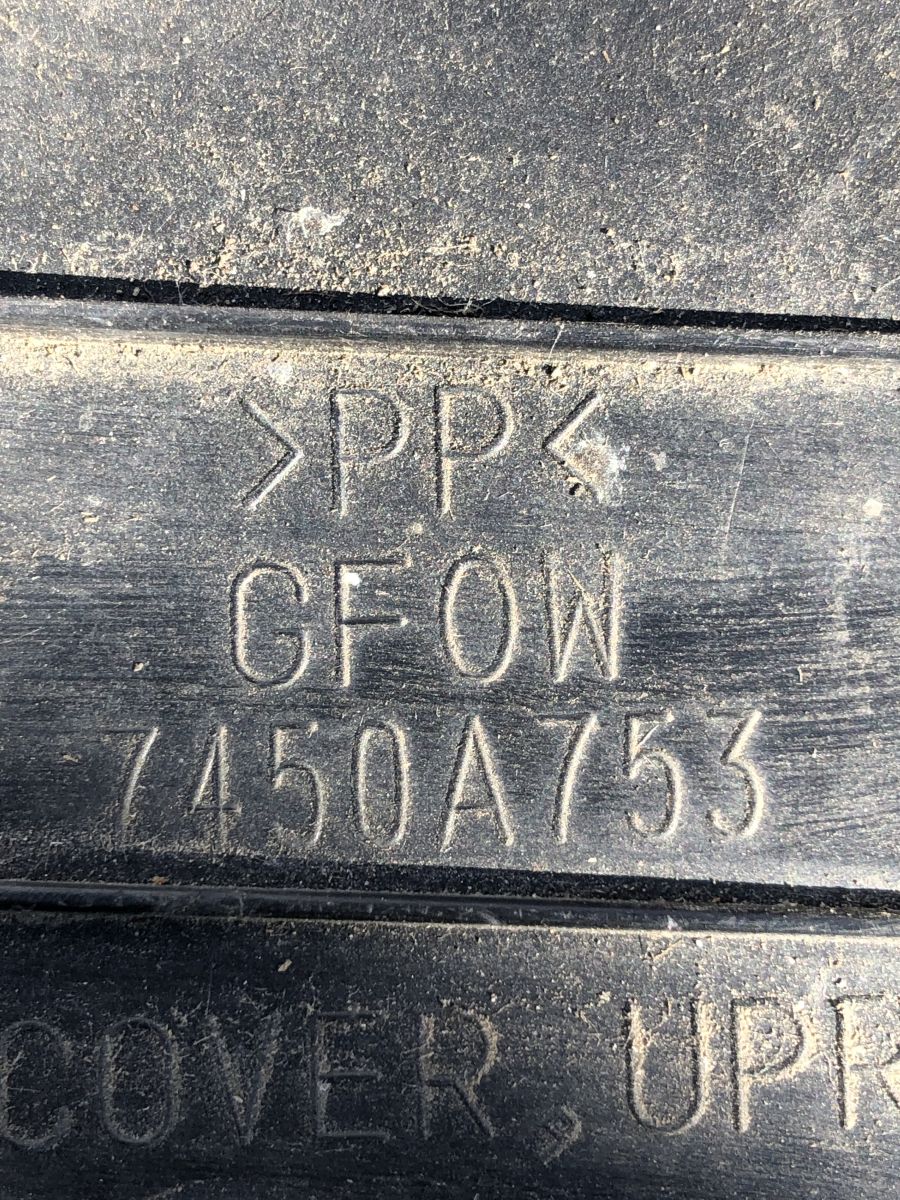 >PP<
GF0W
7450A753
COVER, UPR